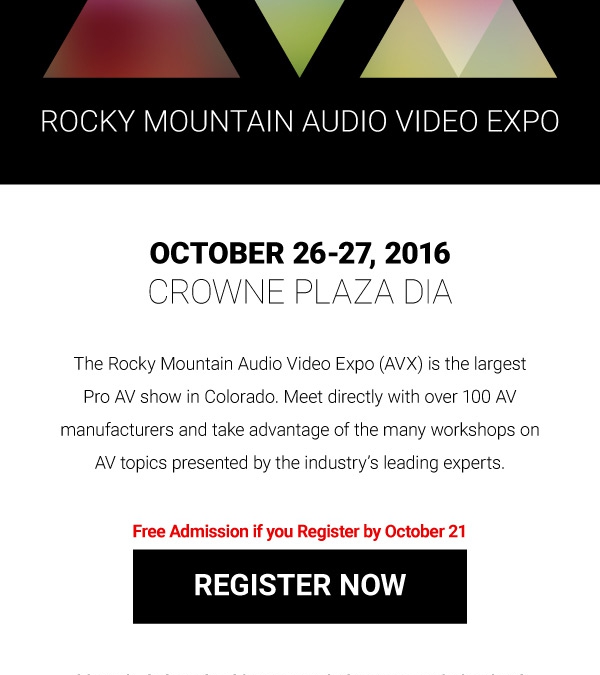 ROCKY MOUNTAIN AUDIO VIDEO EXPO
OCTOBER 26-27, 2016
CROWNE PLAZA DIA
The Rocky Mountain Audio Video Expo (AVX) is the largest
Pro AV show in Colorado. Meet directly with over 100 AV
manufacturers and take advantage of the many workshops on
AV topics presented by the industry’s leading experts.
Free Admission if you Register by October 21
REGISTER NOW